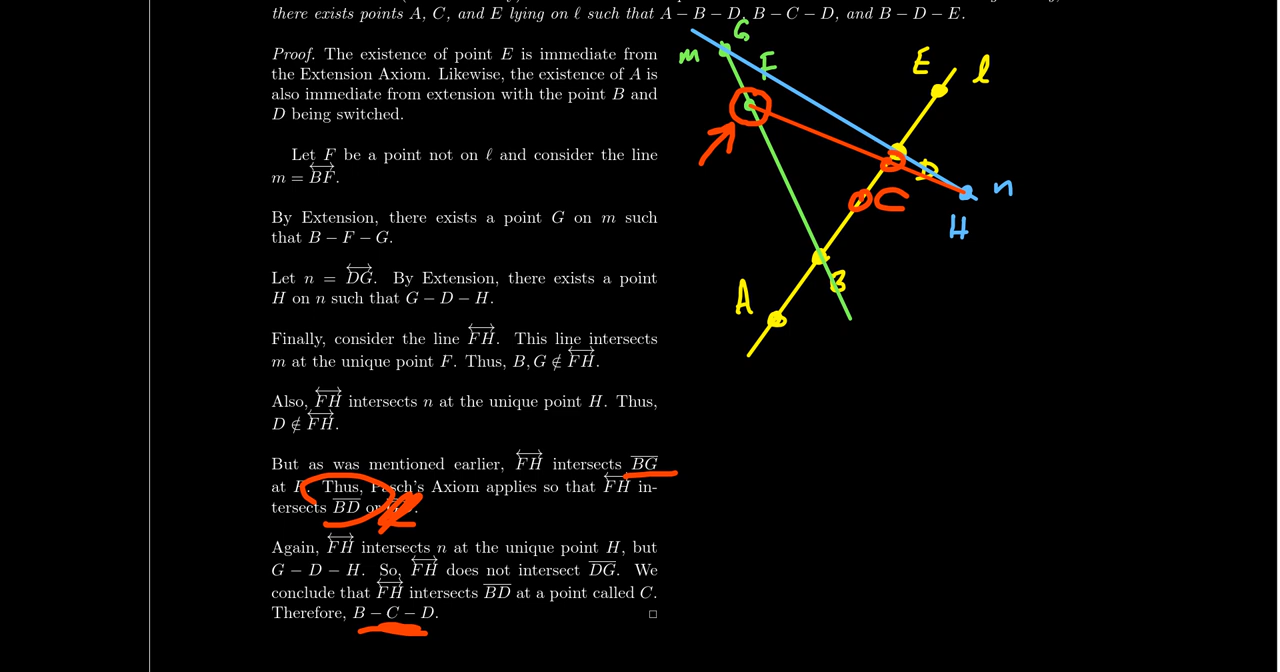 there exists points A, C, and E lying on ℓ such that A − B − D, B − C − D, and B − D − E.
Proof. The existence of point E is immediate from
the Extension Axiom. Likewise, the existence of A is
also immediate from extension with the point B and
D being switched.
Let F be a point not on ℓ and consider the line
m = B͞F.
By Extension, there exists a point G on m such
that B − F − G.
Let n = DG. By Extension, there exists a point
H on n such that G − D − H.
Finally, consider the line FH. This line intersects
m at the unique point F. Thus, B, G ∉ FH.
Also, FH intersects n at the unique point H. Thus,
D ∉ FH.
But as was mentioned earlier, FH intersects BG
at F. Thus, Pasch's Axiom applies so that FH in-
tersects BD or
Again, FH intersects n at the unique point H, but
G − D − H. So, FH does not intersect DG. We
conclude that FH intersects BD at a point called C.
Therefore, B − C − D. □
G
m
F
E
ℓ
D
n
C
H
B
A